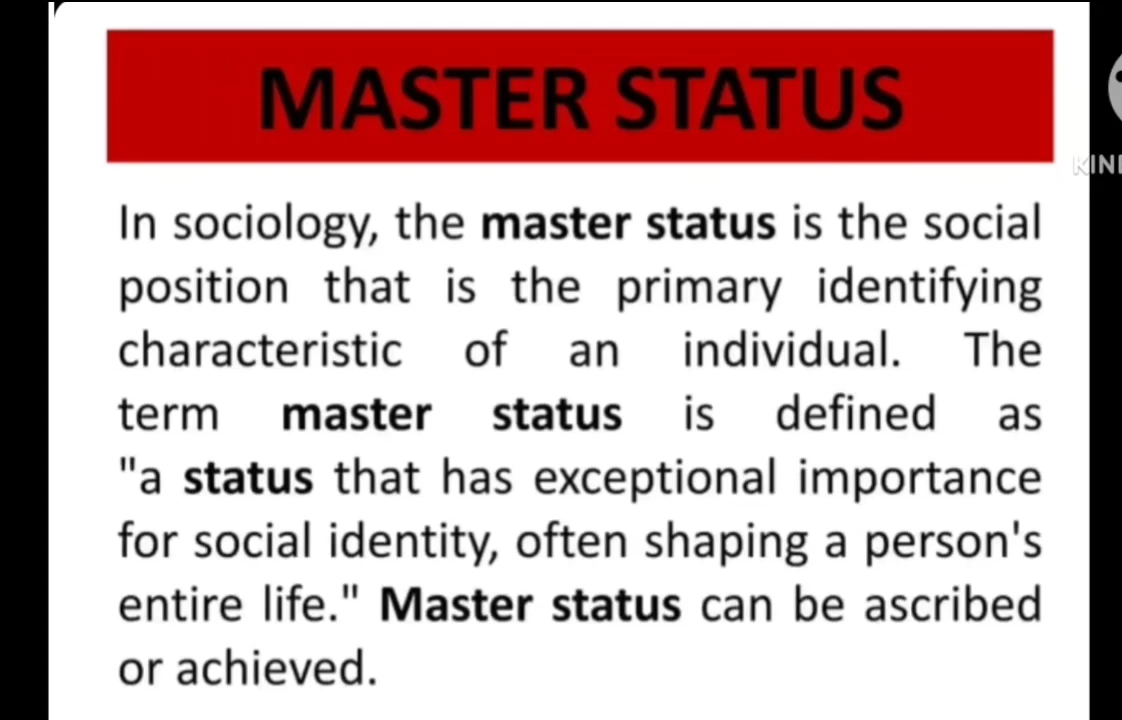 MASTER STATUS
In sociology, the master status is the social
position that is the primary identifying
characteristic of an individual. The
term master status is defined as
"a status that has exceptional importance
for social identity, often shaping a person's
entire life." Master status can be ascribed
or achieved.